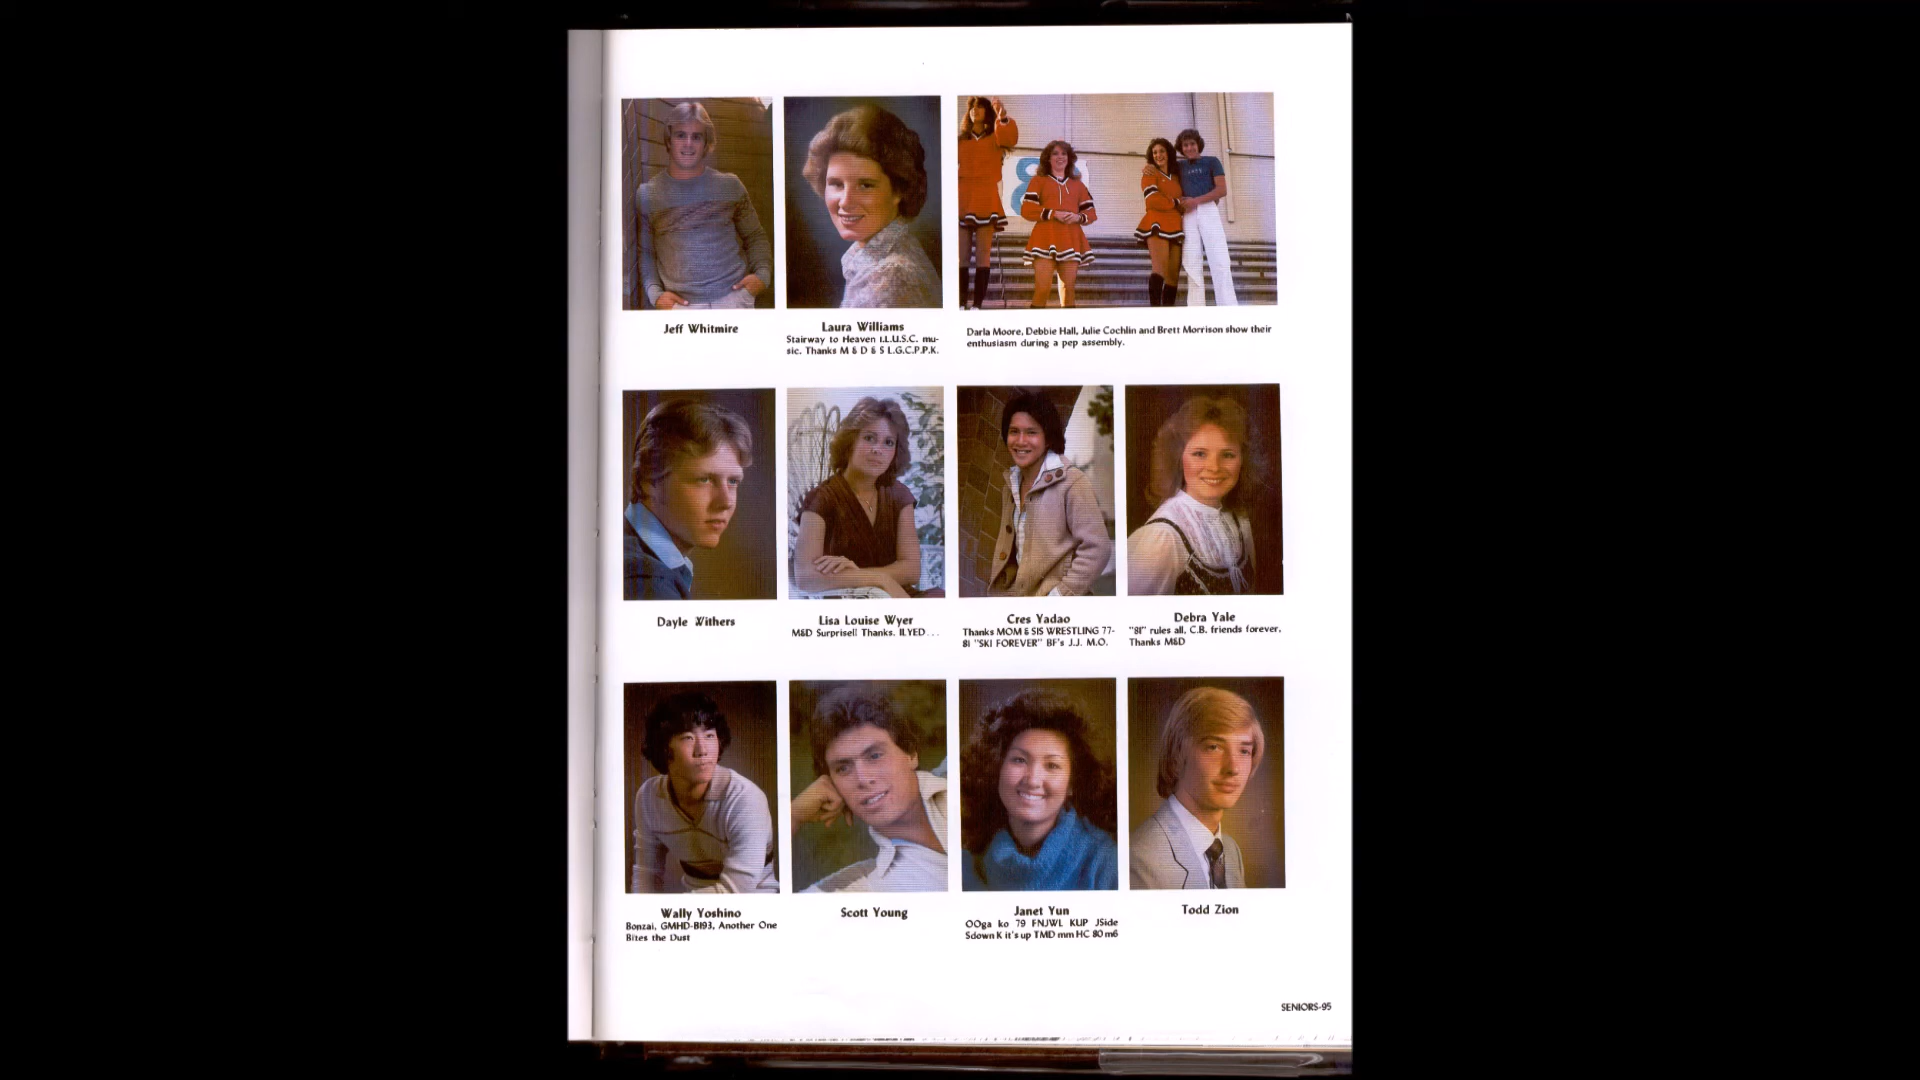 Jeff Whitmire
Laura Williams
Stairway to Heaven I.L.U.S.C. mu-
sic. Thanks M & D & S L.G.C.P.P.K.
Darla Moore, Debbie Hall, Julie Cochlin and Brett Morrison show their
enthusiasm during a pep assembly.
Dayle Withers
Lisa Louise Wyer
M&D Surprise!! Thanks. ILYED...
Cres Yadao
Thanks MOM & SIS WRESTLING 77-
81 "SKI FOREVER" BF's J.J. M.O.
Debra Yale
"81" rules all, C.B. friends forever,
Thanks M&D
Wally Yoshino
Bonzai, GMHD-B193, Another One
Bites the Dust
Scott Young
Janet Yun
OOga ko 79 FNJWL KUP JSide
Sdown K it's up TMD mm HC 80 m6
Todd Zion
SENIORS-95